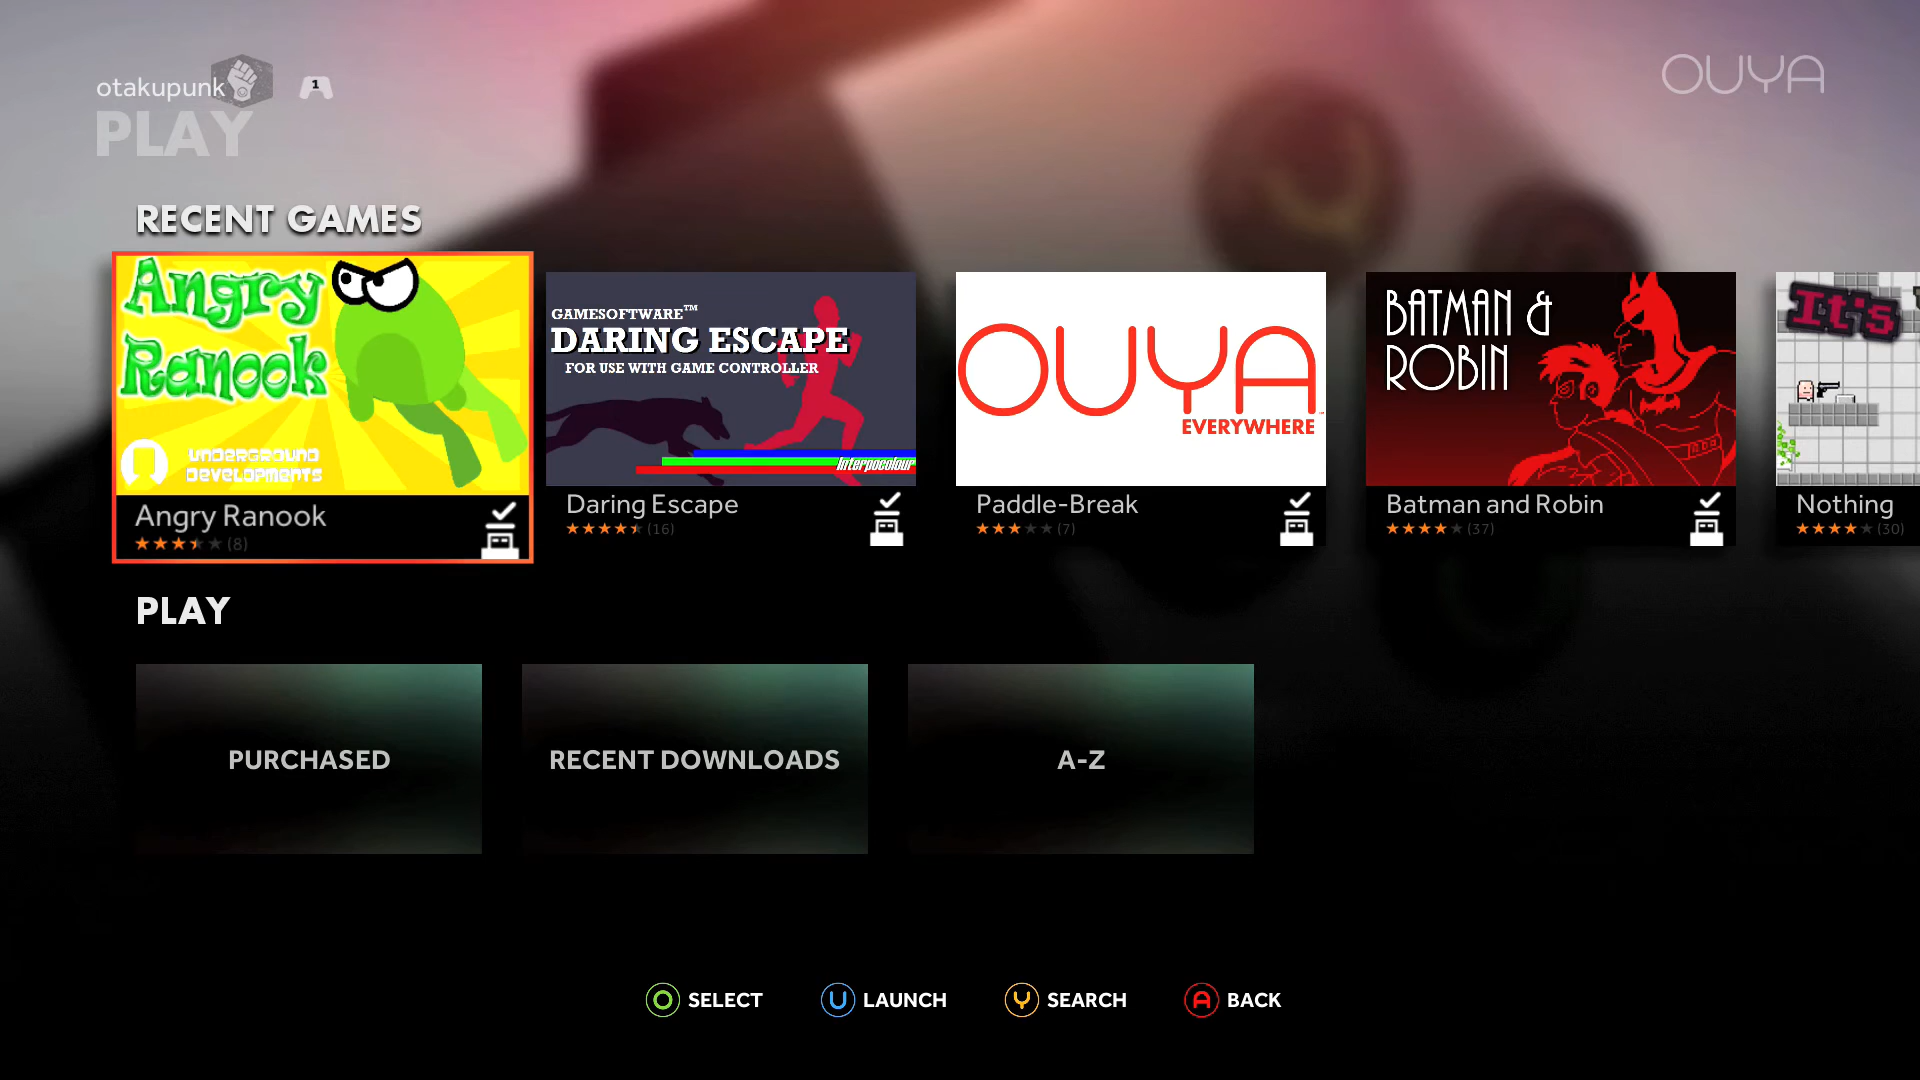 otakupunk
1
OUYA
PLAY
RECENT GAMES
Angry
Ranook
UNDERGROUND
DEVELOPMENTS
Angry Ranook
(8)
GAMESOFTWARE™
DARING ESCAPE
FOR USE WITH GAME CONTROLLER
Interpocolour
Daring Escape
(16)
OUYA
EVERYWHERE
Paddle-Break
(7)
BATMAN &
ROBIN
Batman and Robin
(37)
It's
Nothing
(30)
PLAY
PURCHASED
RECENT DOWNLOADS
A-Z
O SELECT
U LAUNCH
Y SEARCH
A BACK